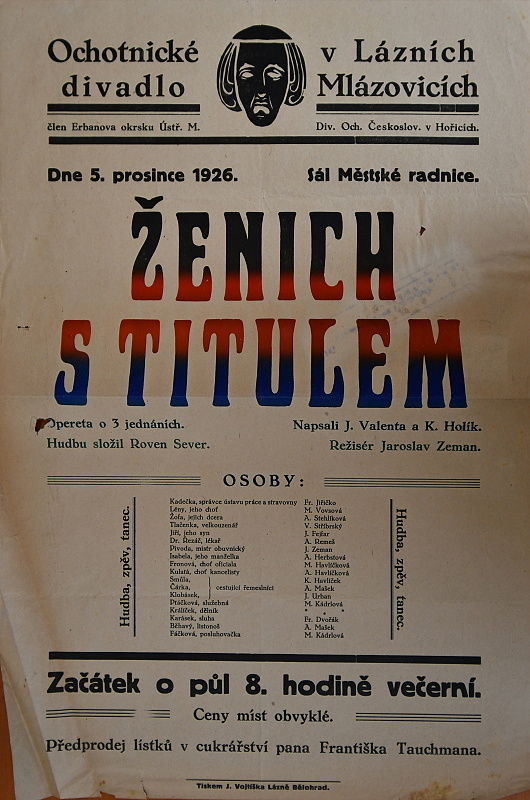 Ochotnické v Lázních
divadlo Mlázovicích
člen Erbanova okrsku Ústř. M. Div. Och. Českoslov. v Hořicích.
Dne 5. prosince 1926. Sál Městské radnice.
ŽENICH
S TITULEM
Opereta o 3 jednáních. Napsali J. Valenta a K. Holík.
Hudbu složil Roven Sever. Režisér Jaroslav Zeman.
OSOBY:
Hudba, zpěv, tanec.
Kadečka, správce ústavu práce a stravovny Fr. Jiřičko
Lény, jeho choť M. Vovsová
Žofa, jejich dcera A. Stehlíková
Tlačenka, velkouzenář V. Stříbrský
Jiří, jeho syn J. Fejfar
Dr. Řezáč, lékař A. Remeš
Pivoda, mistr obuvnický J. Zeman
Isabela, jeho manželka A. Herbstová
Fronová, choť oficiala M. Havlíčková
Kulatá, choť kancelisty A. Havlíčková
Smůla, K. Havlíček
Čárka, cestující řemeslníci A. Mašek
Klobásek, J. Urban
Ptáčková, služebná M. Kádrlová
Králíček, dělník * * *
Karásek, sluha Fr. Dvořák
Běhavý, listonoš A. Mašek
Fáčková, posluhovačka M. Kádrlová
Hudba, zpěv, tanec.
Začátek o půl 8. hodině večerní.
Ceny míst obvyklé.
Předprodej lístků v cukrářství pana Františka Tauchmana.
Tiskem J. Vojtíška Lázně Bělohrad.